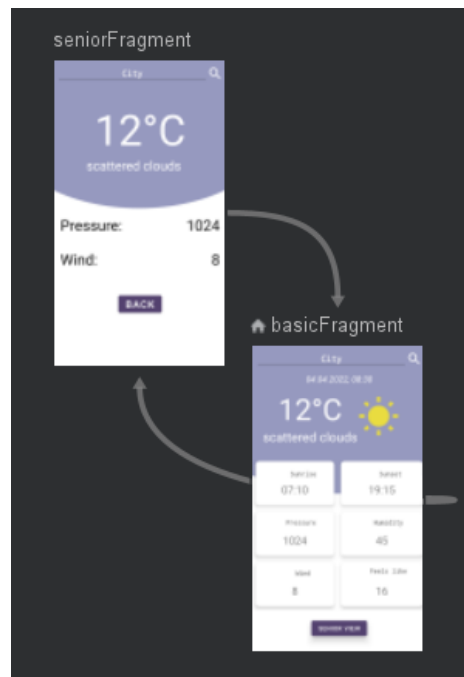 seniorFragment
City
12°C
scattered clouds
Pressure: 1024
Wind: 8
BACK
basicFragment
City
04.04.2022, 08:38
12°C
scattered clouds
Sunrise Sunset
07:10 19:15
Pressure Humidity
1024 45
Wind Feels like
8 16
SENIOR VIEW